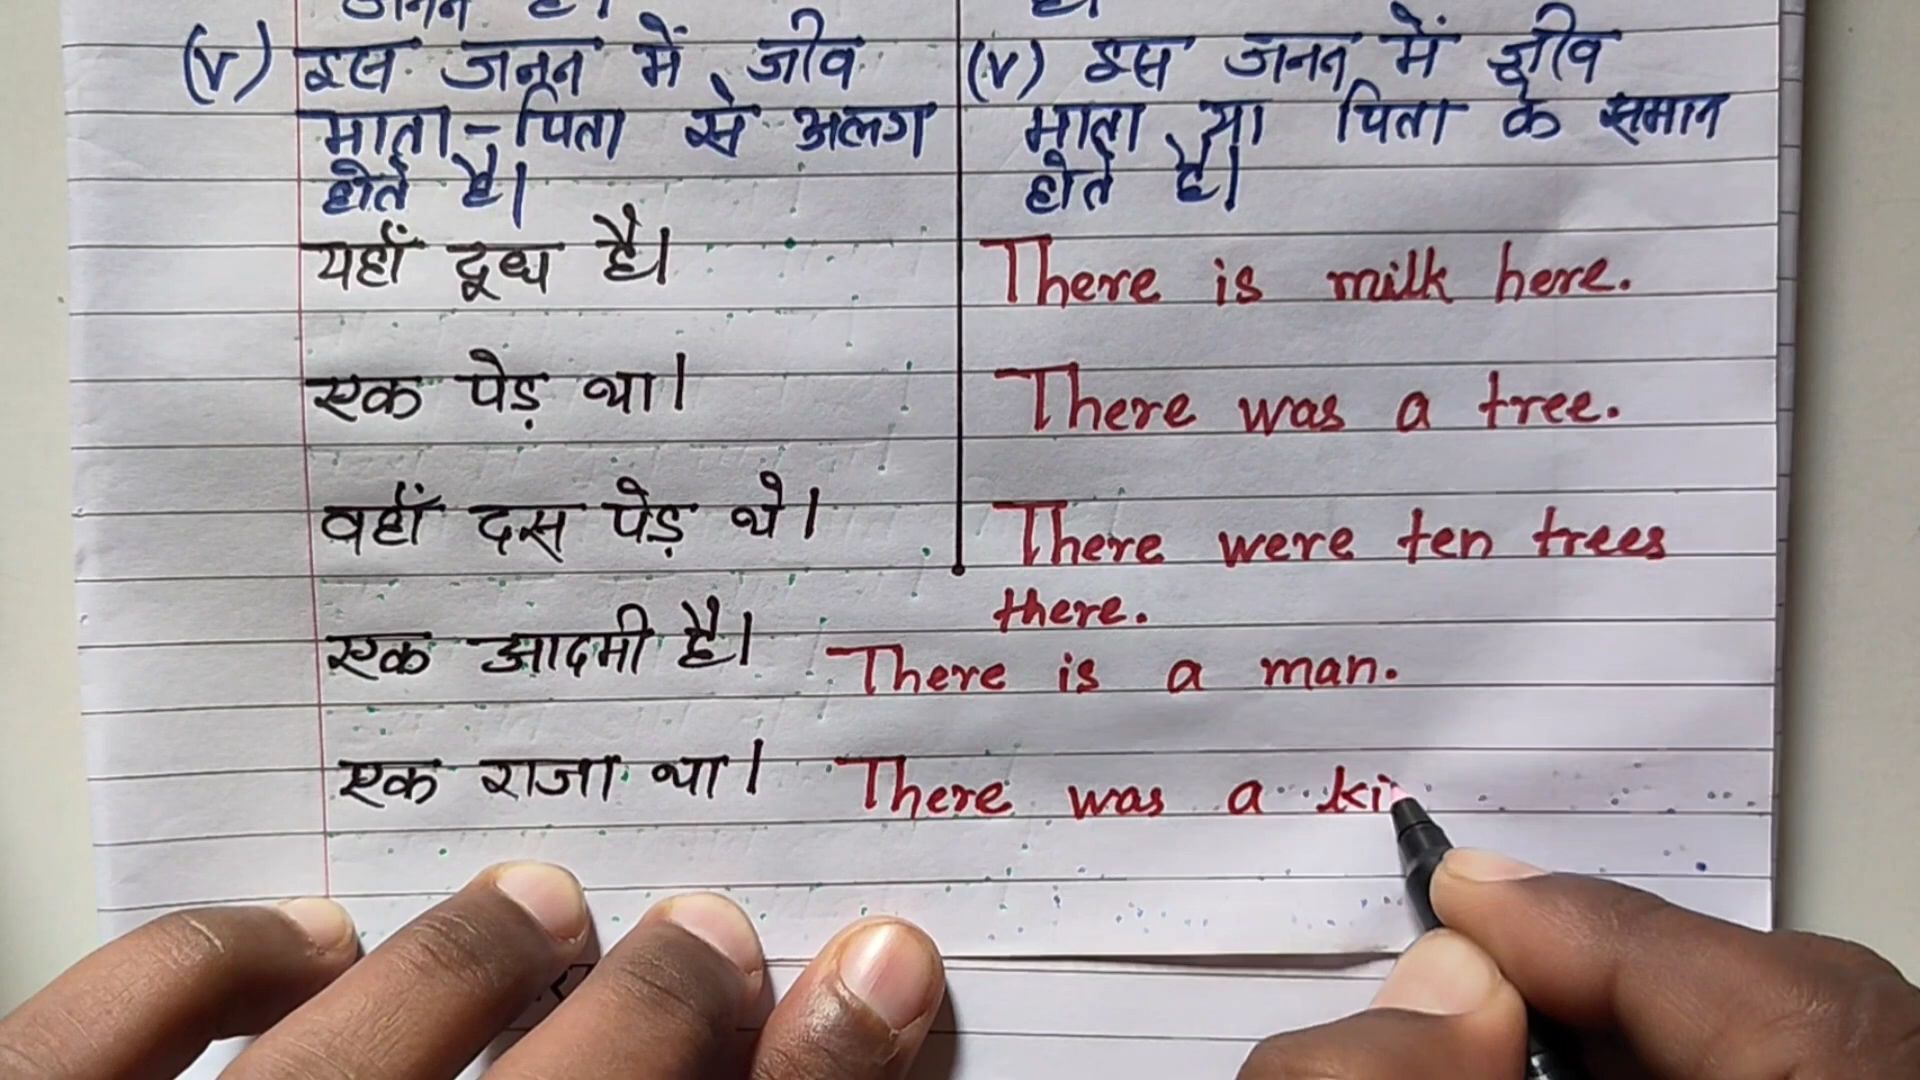 जनन है।
है।
(v) इस जनन में जीव
माता-पिता से अलग
होते है।
(v) इस जनन में जीव
माता या पिता के समान
होते है।
यहाँ दूध है। There is milk here.
एक पेड़ था। There was a tree.
वहाँ दस पेड़ थे। There were ten trees
there.
एक आदमी है। There is a man.
एक राजा था। There was a ki